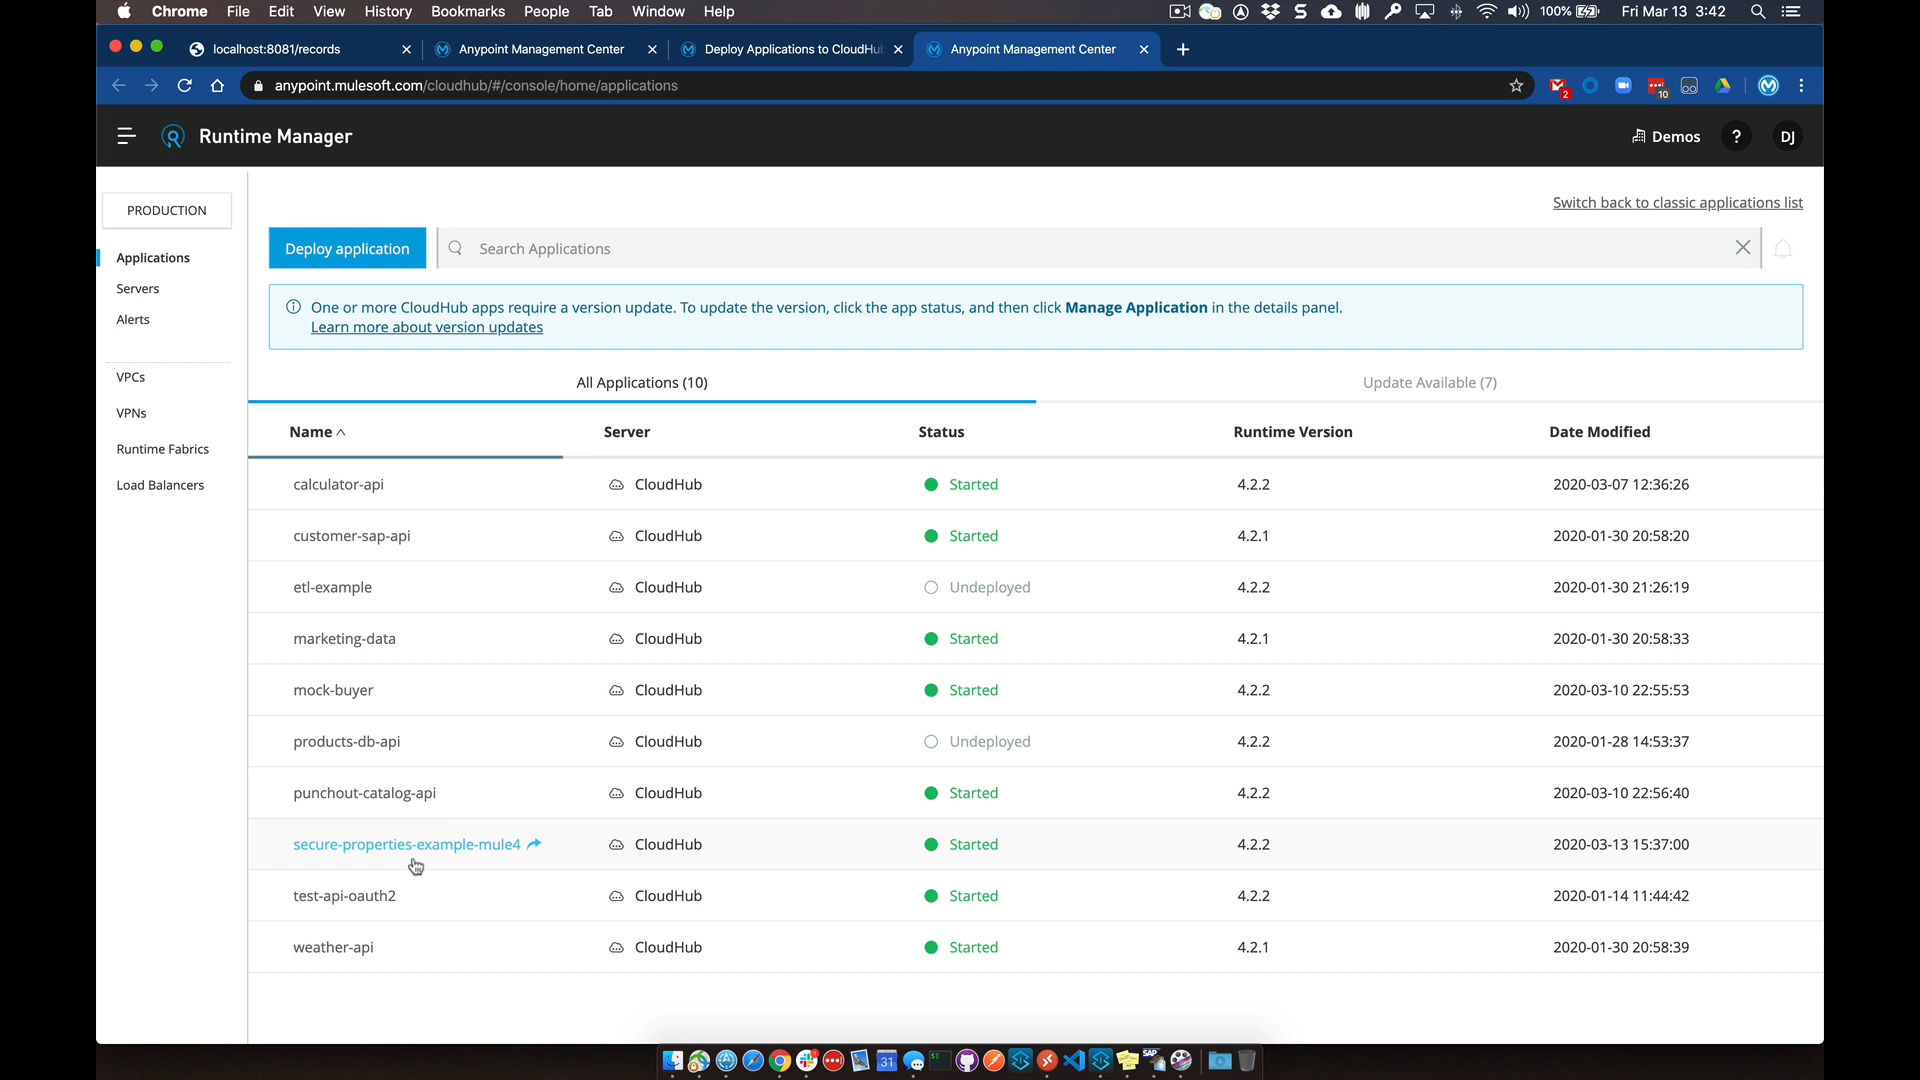 Chrome File Edit View History Bookmarks People Tab Window Help 100% Fri Mar 13 3:42
localhost:8081/records Anypoint Management Center Deploy Applications to CloudHu Anypoint Management Center
anypoint.mulesoft.com/cloudhub/#/console/home/applications 2 10
Runtime Manager Demos ? DJ
PRODUCTION
Applications
Servers
Alerts
VPCs
VPNs
Runtime Fabrics
Load Balancers
Switch back to classic applications list
Deploy application Search Applications
One or more CloudHub apps require a version update. To update the version, click the app status, and then click Manage Application in the details panel.
Learn more about version updates
All Applications (10) Update Available (7)
Name Server Status Runtime Version Date Modified
calculator-api CloudHub Started 4.2.2 2020-03-07 12:36:26
customer-sap-api CloudHub Started 4.2.1 2020-01-30 20:58:20
etl-example CloudHub Undeployed 4.2.2 2020-01-30 21:26:19
marketing-data CloudHub Started 4.2.1 2020-01-30 20:58:33
mock-buyer CloudHub Started 4.2.2 2020-03-10 22:55:53
products-db-api CloudHub Undeployed 4.2.2 2020-01-28 14:53:37
punchout-catalog-api CloudHub Started 4.2.2 2020-03-10 22:56:40
secure-properties-example-mule4 CloudHub Started 4.2.2 2020-03-13 15:37:00
test-api-oauth2 CloudHub Started 4.2.2 2020-01-14 11:44:42
weather-api CloudHub Started 4.2.1 2020-01-30 20:58:39
31 SAP